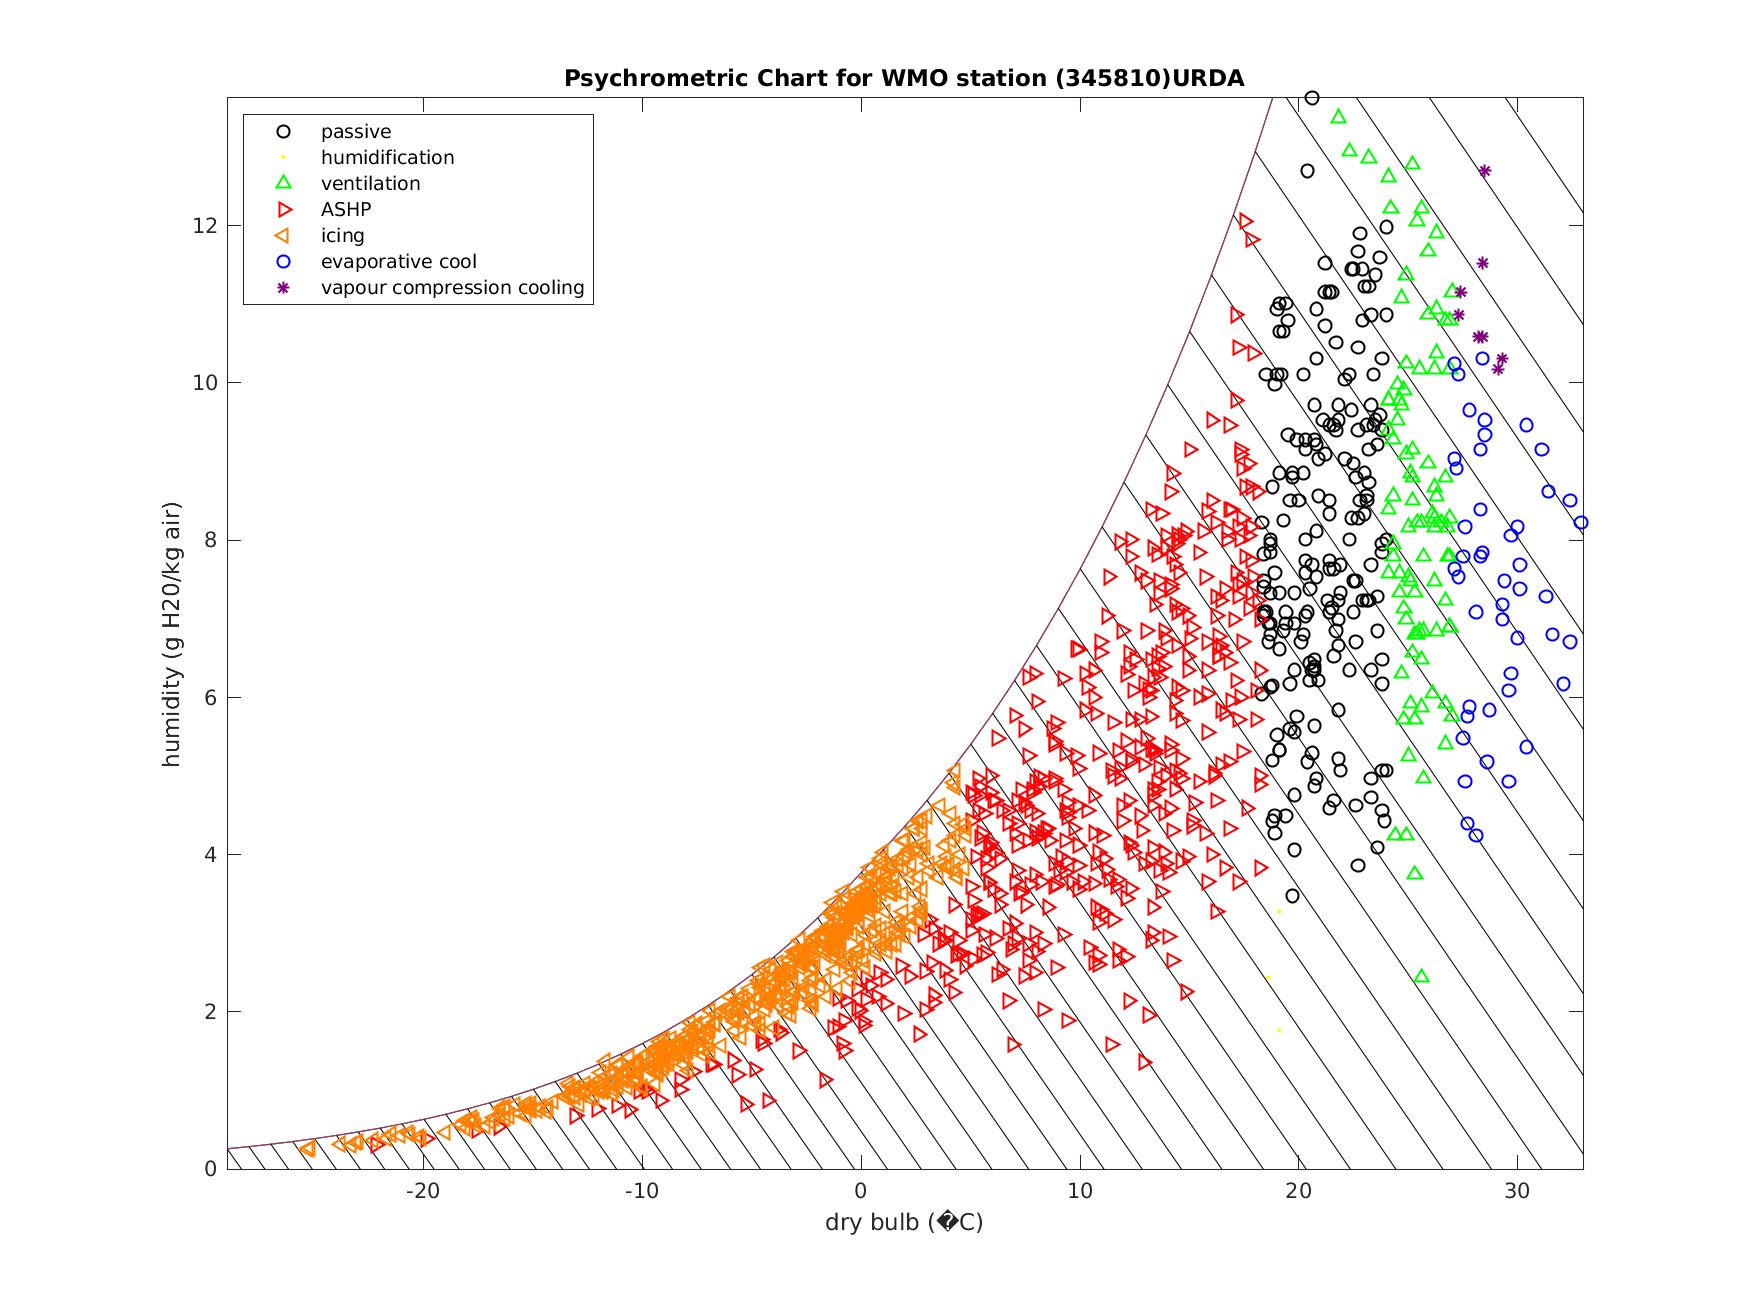 Psychrometric Chart for WMO station (345810)URDA
passive
humidification
ventilation
ASHP
icing
evaporative cool
vapour compression cooling
humidity (g H20/kg air)
12
10
8
6
4
2
0
-20
-10
0
10
20
30
dry bulb (�C)